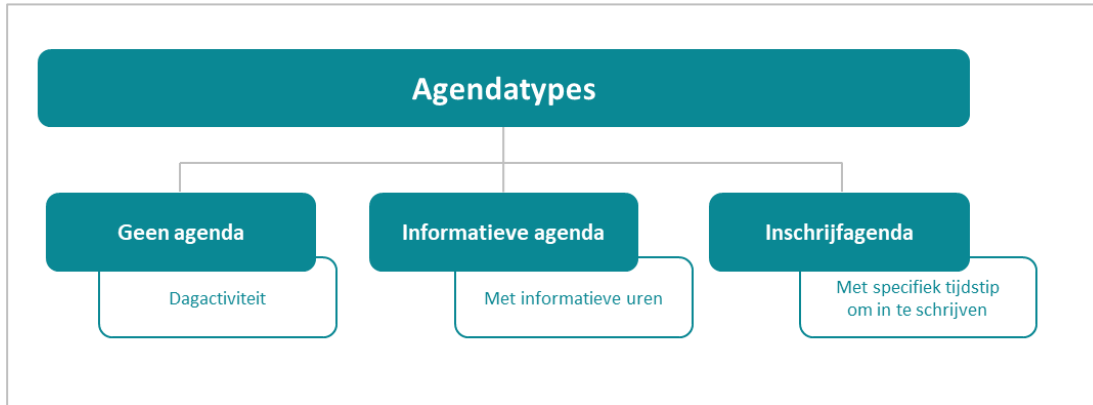 Agendatypes
Geen agenda
Dagactiviteit
Informatieve agenda
Met informatieve uren
Inschrijfagenda
Met specifiek tijdstip
om in te schrijven